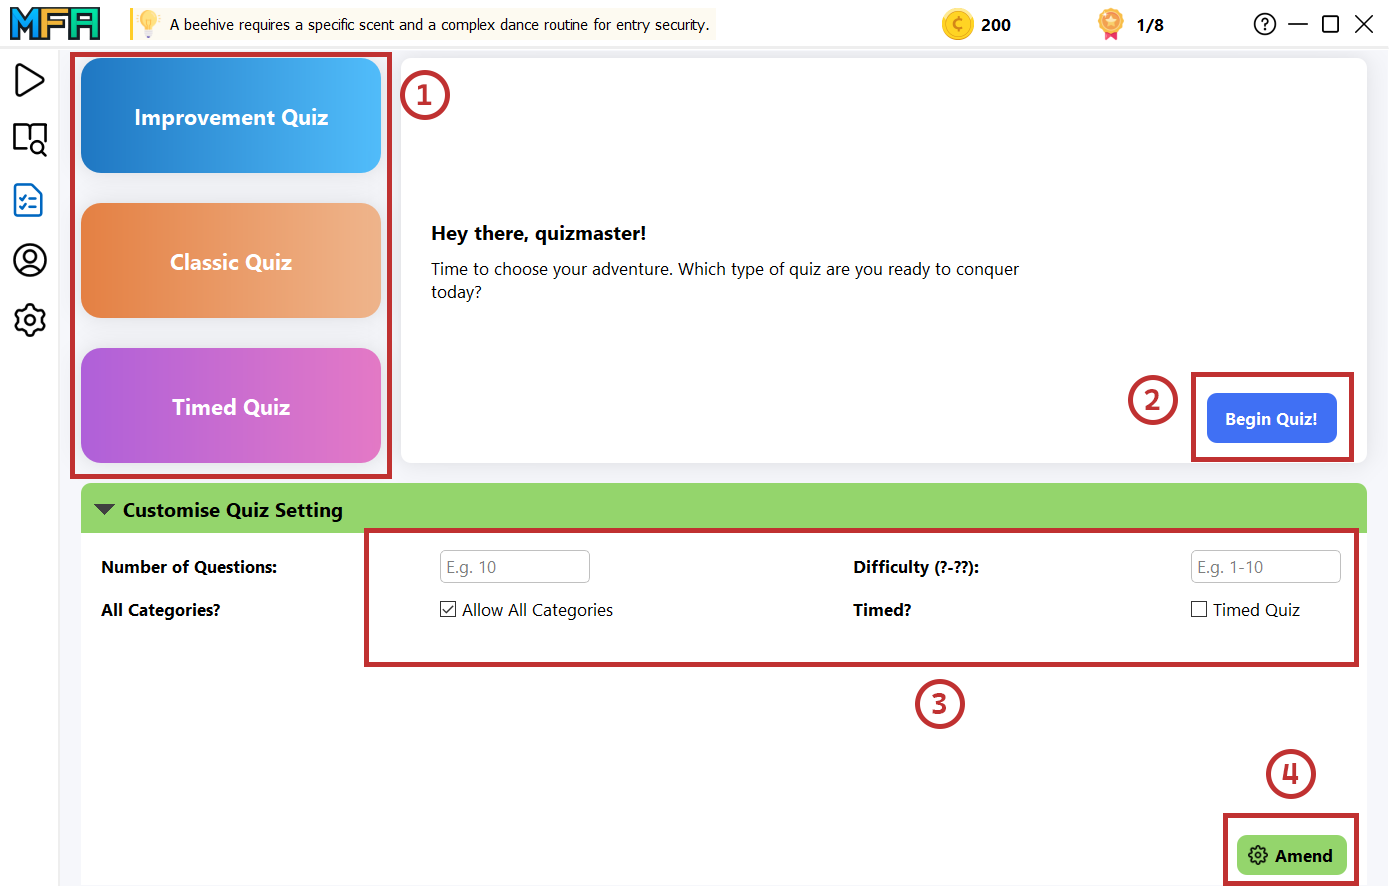 MFA
A beehive requires a specific scent and a complex dance routine for entry security.
200
1/8
Improvement Quiz
1
Classic Quiz
Hey there, quizmaster!
Time to choose your adventure. Which type of quiz are you ready to conquer
today?
Timed Quiz
2
Begin Quiz!
Customise Quiz Setting
Number of Questions:
E.g. 10
Difficulty (?-??):
E.g. 1-10
All Categories?
Allow All Categories
Timed?
Timed Quiz
3
4
Amend